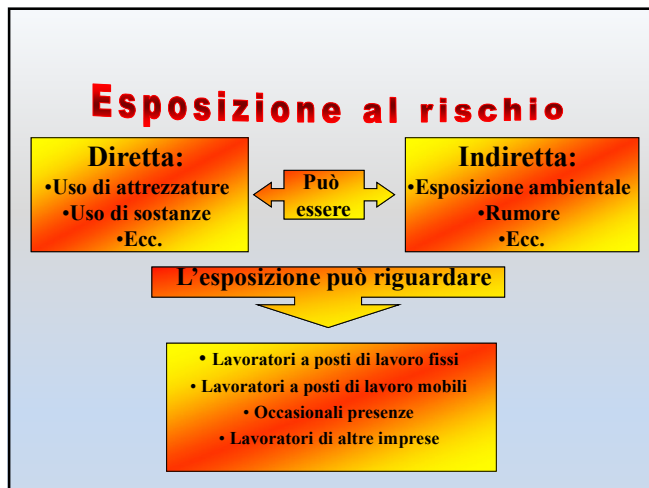 Esposizione al rischio
Diretta:
•Uso di attrezzature
•Uso di sostanze
•Ecc.
Può
essere
Indiretta:
•Esposizione ambientale
•Rumore
•Ecc.
L’esposizione può riguardare
• Lavoratori a posti di lavoro fissi
• Lavoratori a posti di lavoro mobili
• Occasionali presenze
• Lavoratori di altre imprese